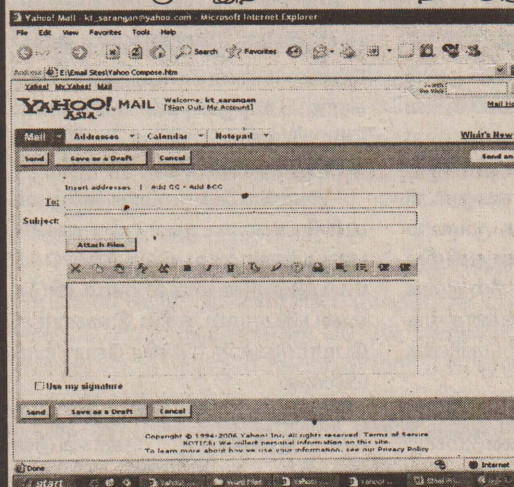 Yahoo! Mail - kt_sarangan@yahoo.com - Microsoft Internet Explorer
File Edit View Favorites Tools Help
Search Favorites
Address E:\Email Sites\Yahoo Compose.htm
Yahoo! My Yahoo! Mail
YAHOO! MAIL Welcome, kt_sarangan
ASIA [Sign Out, My Account]
Mail Addresses Calendar Notepad What's New
Send Save as a Draft Cancel Send an
Insert addresses | Add CC - Add BCC
To:
Subject:
Attach Files
Use my signature
Send Save as a Draft Cancel
Copyright © 1994-2006 Yahoo! Inc. All rights reserved. Terms of Service
NOTICE: We collect personal information on this site.
To learn more about how we use your information, see our Privacy Policy
Done Internet
start Word Files